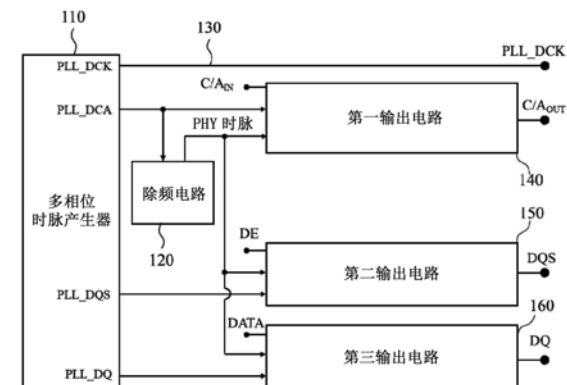 110
130
PLL_DCK
PLL_DCK
C/AIN
PLL_DCA
C/AOUT
第一输出电路
PHY 时脉
140
除频电路
多相位
时脉产生器
120
150
DE
DQS
第二输出电路
PLL_DQS
160
DATA
DQ
第三输出电路
PLL_DQ